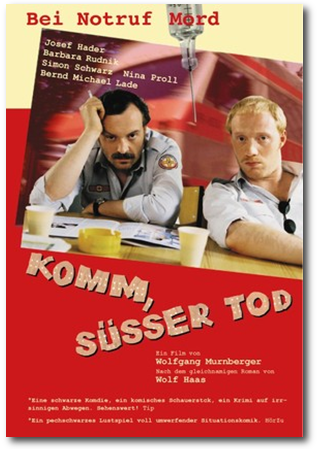 Bei Notruf Mord
Josef Hader
Barbara Rudnik
Simon Schwarz Nina Proll
Bernd Michael Lade
KOMM,
SÜSSER TOD
Ein Film von
Wolfgang Murnberger
Nach dem gleichnamigen Roman von
Wolf Haas
"Eine schwarze Komdie, ein komisches Schauerstck, ein Krimi auf irr-
sinnigen Abwegen. Sehenswert! Tip
"Ein pechschwarzes Lustspiel voll umwerfender Situationskomik. HörZu